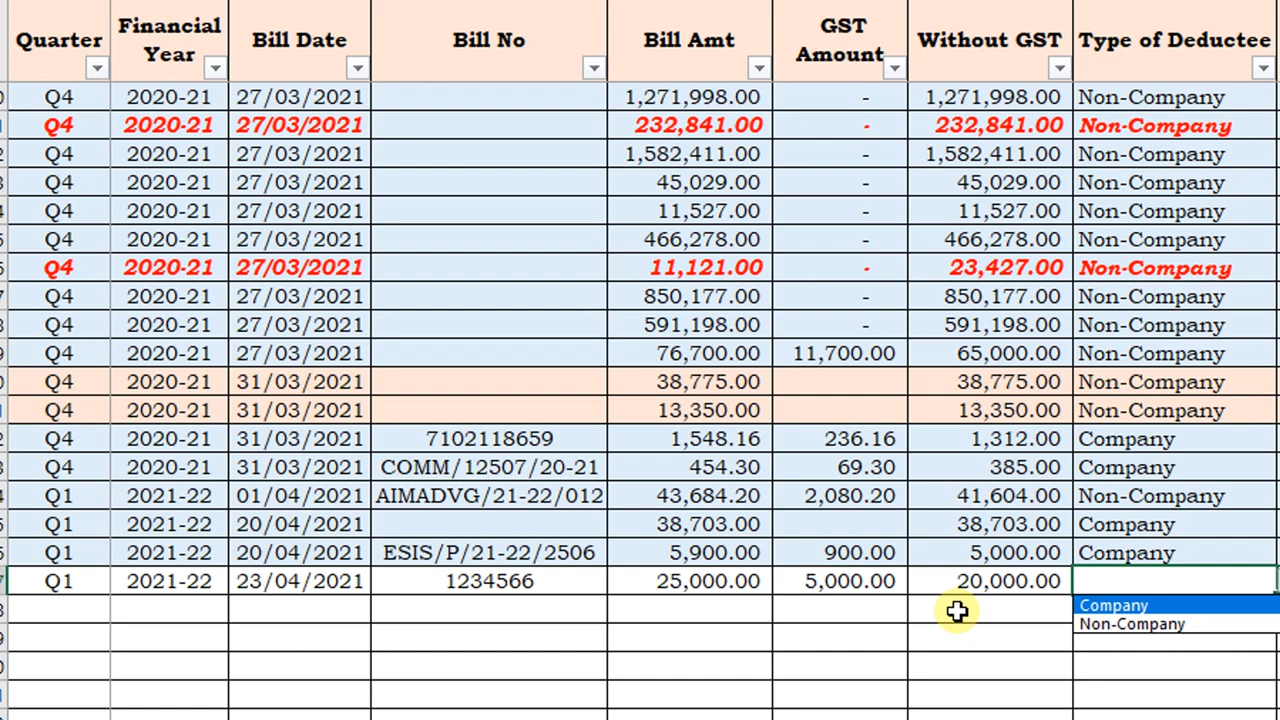 Quarter Financial Year Bill Date Bill No Bill Amt GST Amount Without GST Type of Deductee
Q4 2020-21 27/03/2021 1,271,998.00 - 1,271,998.00 Non-Company
Q4 2020-21 27/03/2021 232,841.00 - 232,841.00 Non-Company
Q4 2020-21 27/03/2021 1,582,411.00 - 1,582,411.00 Non-Company
Q4 2020-21 27/03/2021 45,029.00 - 45,029.00 Non-Company
Q4 2020-21 27/03/2021 11,527.00 - 11,527.00 Non-Company
Q4 2020-21 27/03/2021 466,278.00 - 466,278.00 Non-Company
Q4 2020-21 27/03/2021 11,121.00 - 23,427.00 Non-Company
Q4 2020-21 27/03/2021 850,177.00 - 850,177.00 Non-Company
Q4 2020-21 27/03/2021 591,198.00 - 591,198.00 Non-Company
Q4 2020-21 27/03/2021 76,700.00 11,700.00 65,000.00 Non-Company
Q4 2020-21 31/03/2021 38,775.00 38,775.00 Non-Company
Q4 2020-21 31/03/2021 13,350.00 13,350.00 Non-Company
Q4 2020-21 31/03/2021 7102118659 1,548.16 236.16 1,312.00 Company
Q4 2020-21 31/03/2021 COMM/12507/20-21 454.30 69.30 385.00 Company
Q1 2021-22 01/04/2021 AIMADVG/21-22/012 43,684.20 2,080.20 41,604.00 Non-Company
Q1 2021-22 20/04/2021 38,703.00 38,703.00 Company
Q1 2021-22 20/04/2021 ESIS/P/21-22/2506 5,900.00 900.00 5,000.00 Company
Q1 2021-22 23/04/2021 1234566 25,000.00 5,000.00 20,000.00
Company
Non-Company